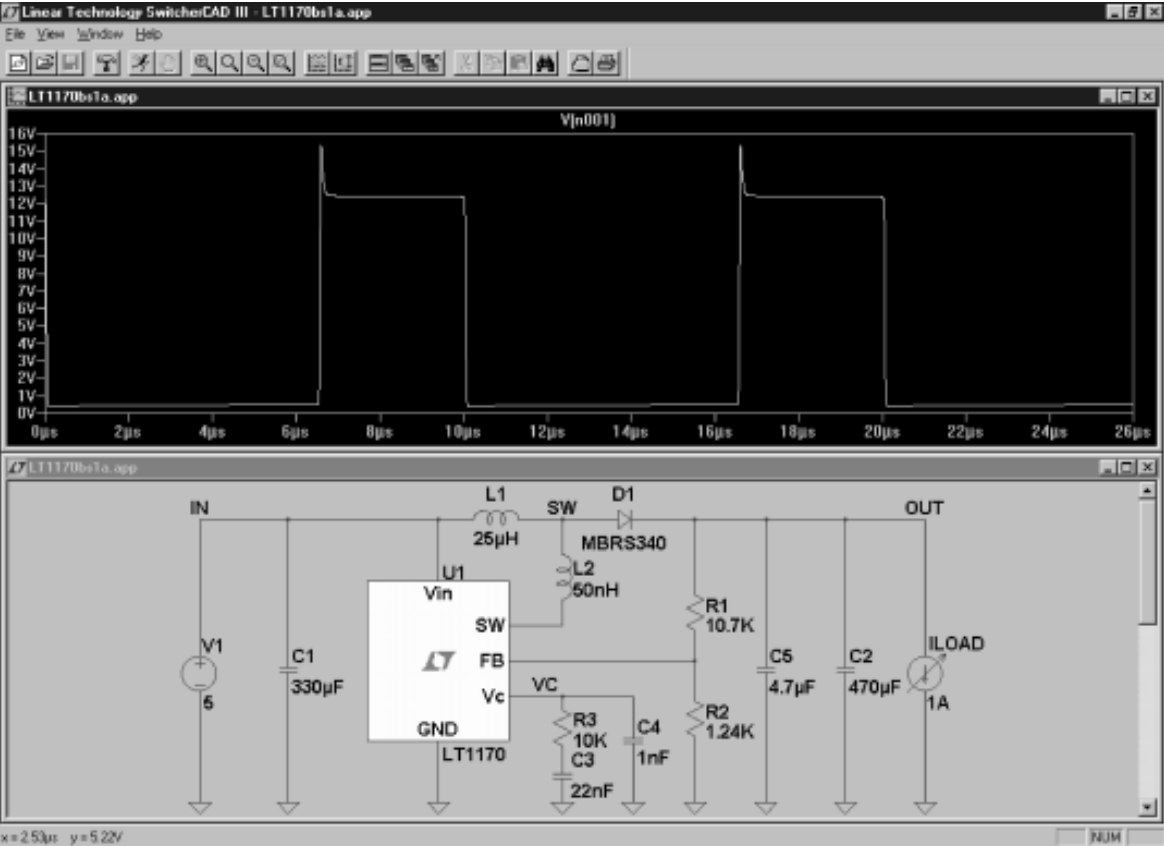 Linear Technology SwitcherCAD III - LT1170bs1a.app
File View Window Help
LT1170bs1a.app
V[n001]
16V
15V
14V
13V
12V
11V
10V
9V
8V
7V
6V
5V
4V
3V
2V
1V
0V
0µs 2µs 4µs 6µs 8µs 10µs 12µs 14µs 16µs 18µs 20µs 22µs 24µs 26µs
LT1170bs1a.app
IN L1 SW D1 OUT
25µH MBRS340
U1 L2
Vin 50nH
SW R1
10.7K
V1 C1 FB C5 C2 ILOAD
330µF 4.7µF 470µF
5 Vc VC 1A
R3 C4 R2
GND 10K 1.24K
LT1170 C3 1nF
22nF
x = 2.53µs y = 5.22V NUM